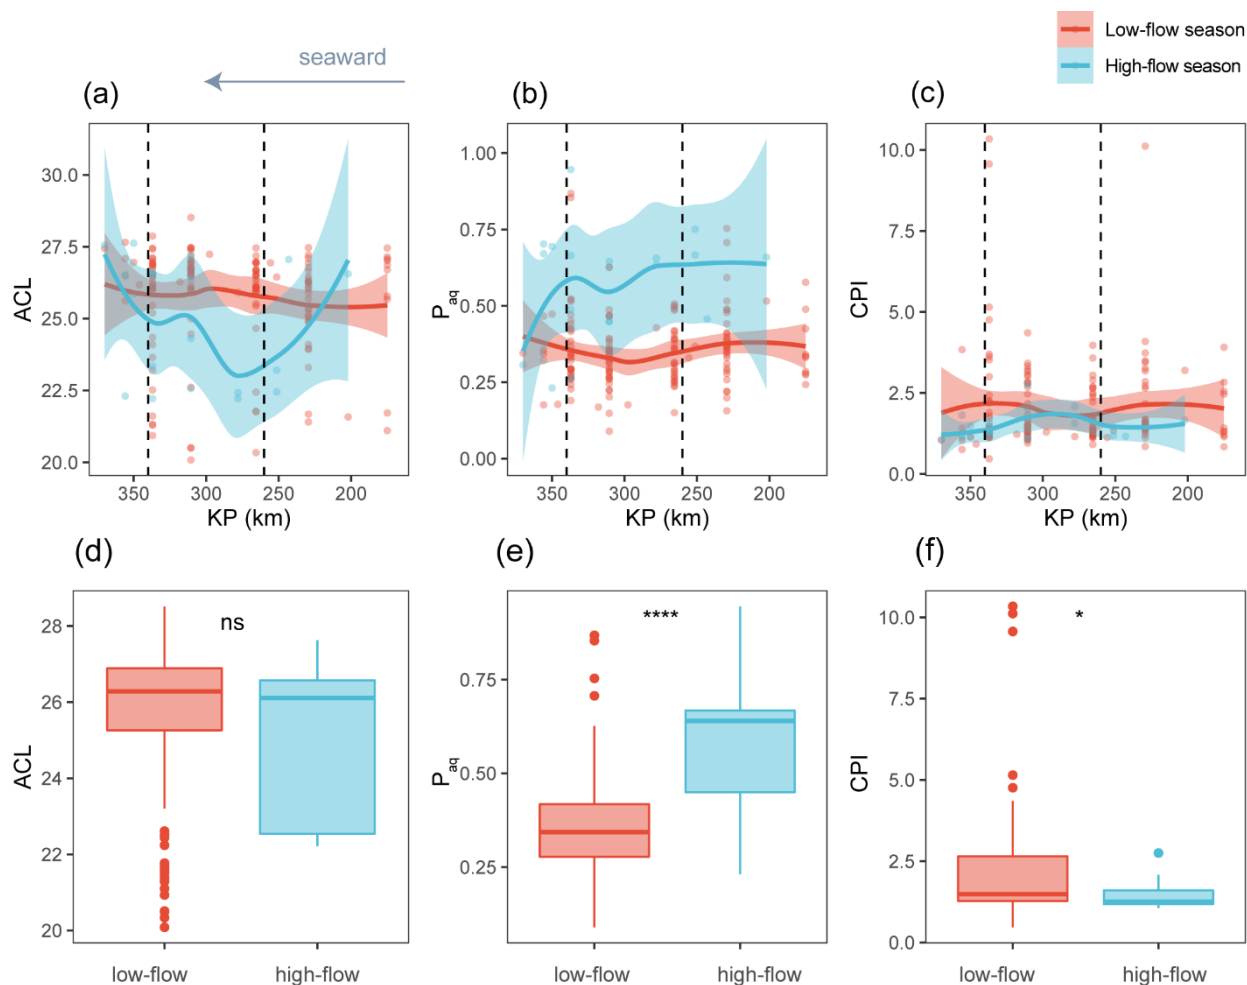 Low-flow season
High-flow season
seaward
(a)
(b)
(c)
ACL
30.0
27.5
25.0
22.5
20.0
350
300
250
200
KP (km)
Paq
1.00
0.75
0.50
0.25
0.00
350
300
250
200
KP (km)
CPI
10.0
7.5
5.0
2.5
0.0
350
300
250
200
KP (km)
(d)
(e)
(f)
ACL
28
26
24
22
20
ns
low-flow
high-flow
Paq
0.75
0.50
0.25
****
low-flow
high-flow
CPI
10.0
7.5
5.0
2.5
0.0
*
low-flow
high-flow